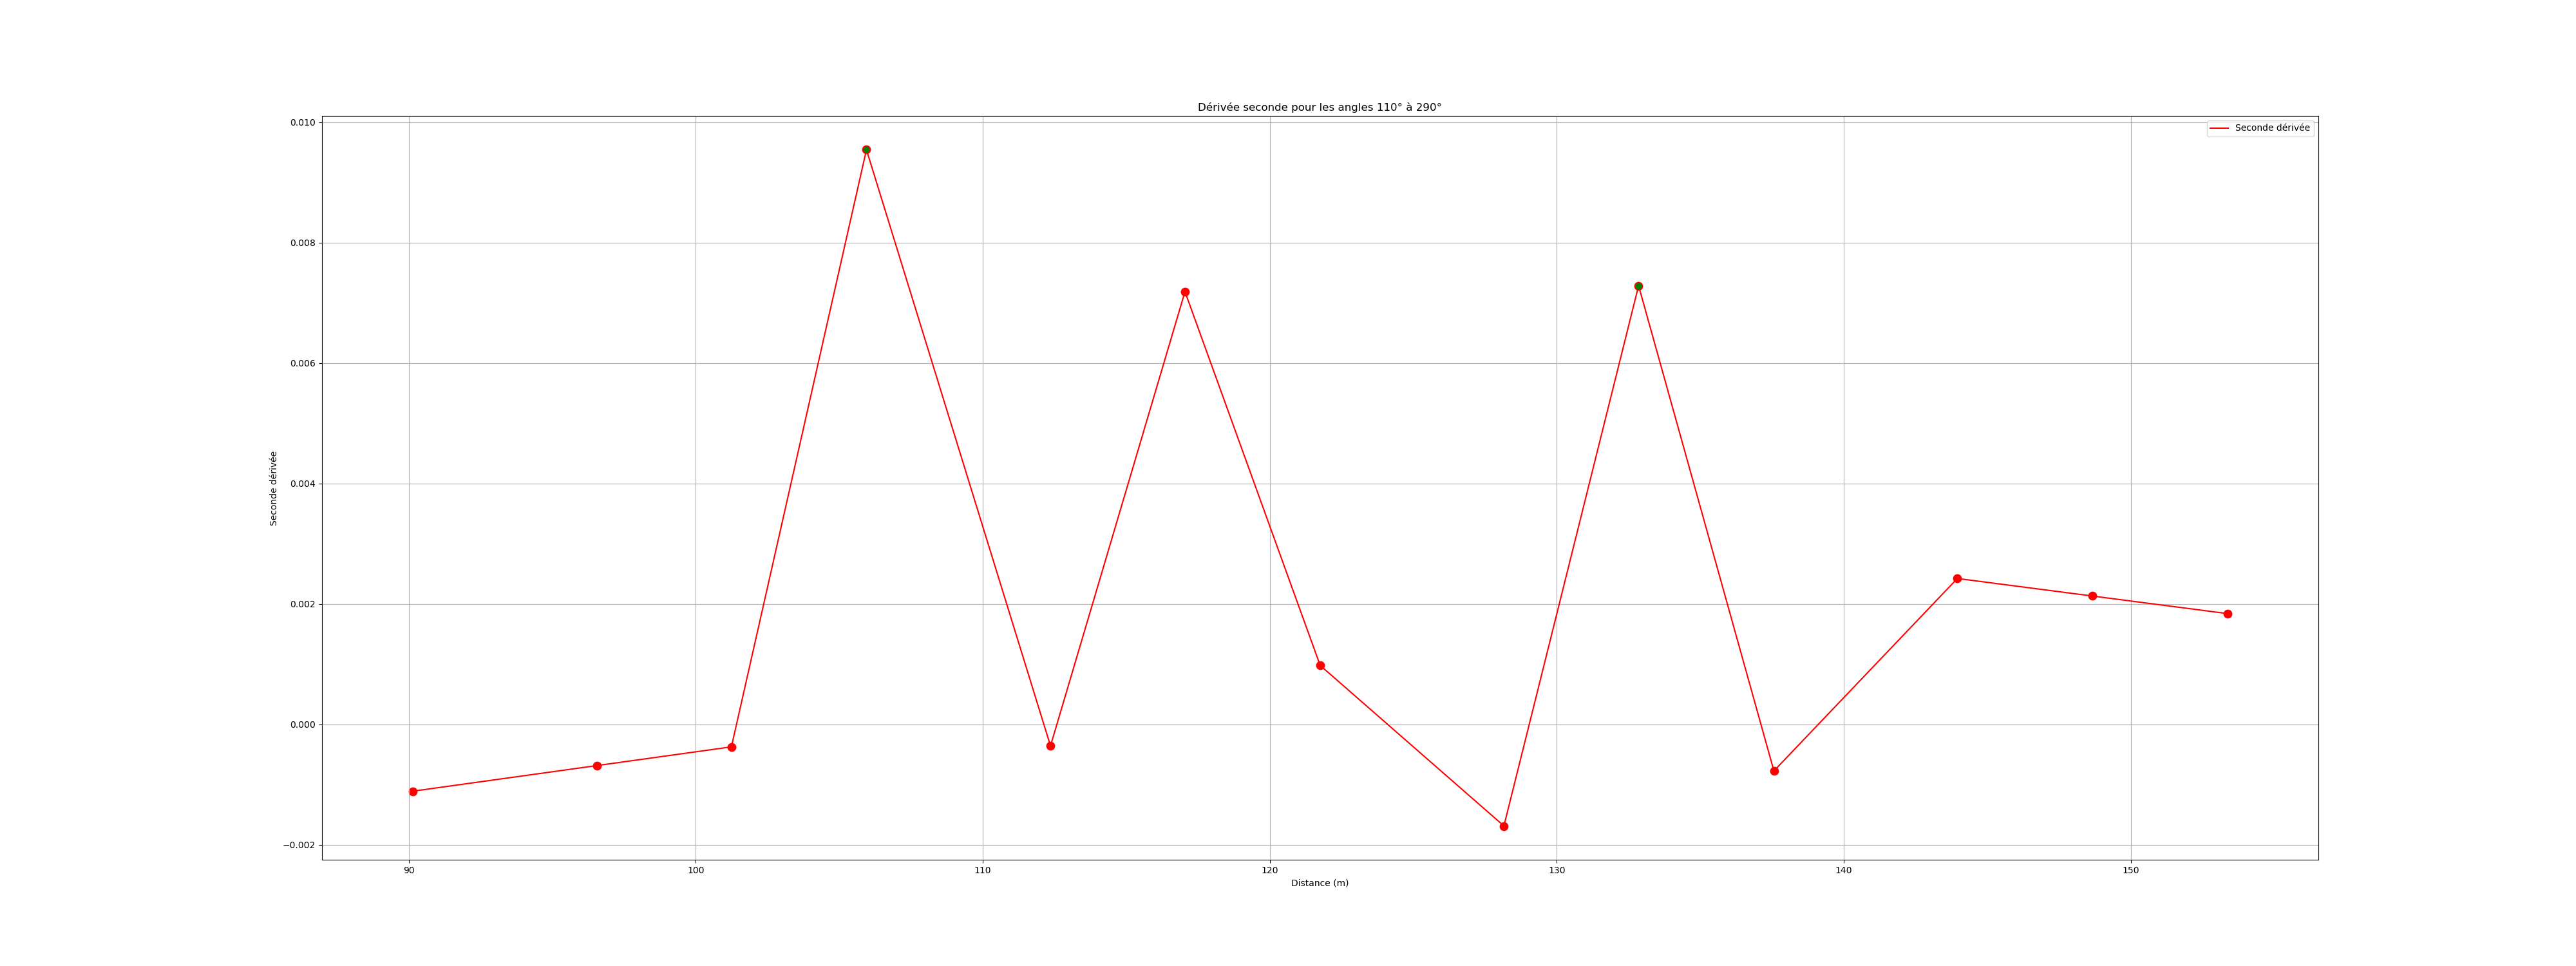 Dérivée seconde pour les angles 110° à 290°
Seconde dérivée
0.010
0.008
0.006
0.004
0.002
0.000
−0.002
Seconde dérivée
90 100 110 120 130 140 150
Distance (m)